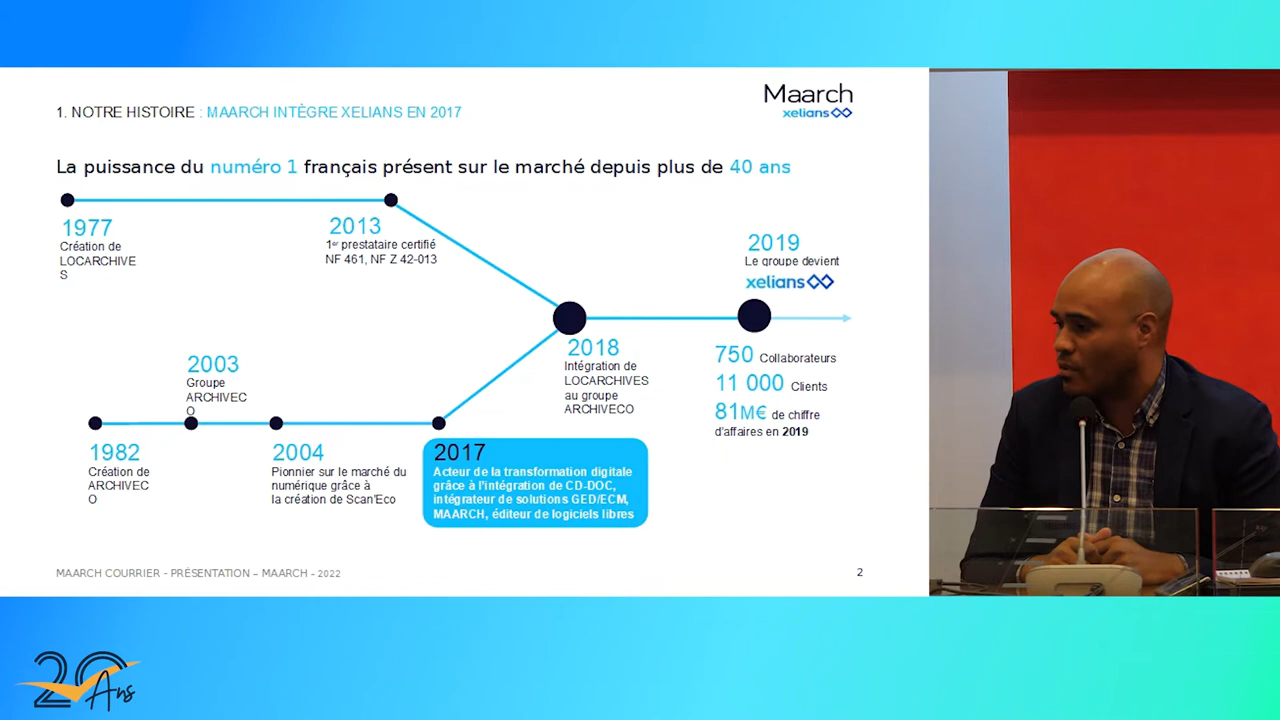 Maarch
xelians
1. NOTRE HISTOIRE : MAARCH INTÈGRE XELIANS EN 2017
La puissance du numéro 1 français présent sur le marché depuis plus de 40 ans
1977
Création de
LOCARCHIVE
S
2013
1er prestataire certifié
NF 461, NF Z 42-013
2019
Le groupe devient
xelians
2018
Intégration de
LOCARCHIVES
au groupe
ARCHIVECO
750 Collaborateurs
11 000 Clients
81M€ de chiffre
d'affaires en 2019
2003
Groupe
ARCHIVEC
O
1982
Création de
ARCHIVEC
O
2004
Pionnier sur le marché du
numérique grâce à
la création de Scan'Eco
2017
Acteur de la transformation digitale
grâce à l'intégration de CD-DOC,
intégrateur de solutions GED/ECM,
MAARCH, éditeur de logiciels libres
MAARCH COURRIER - PRÉSENTATION – MAARCH - 2022
2
20
Ans